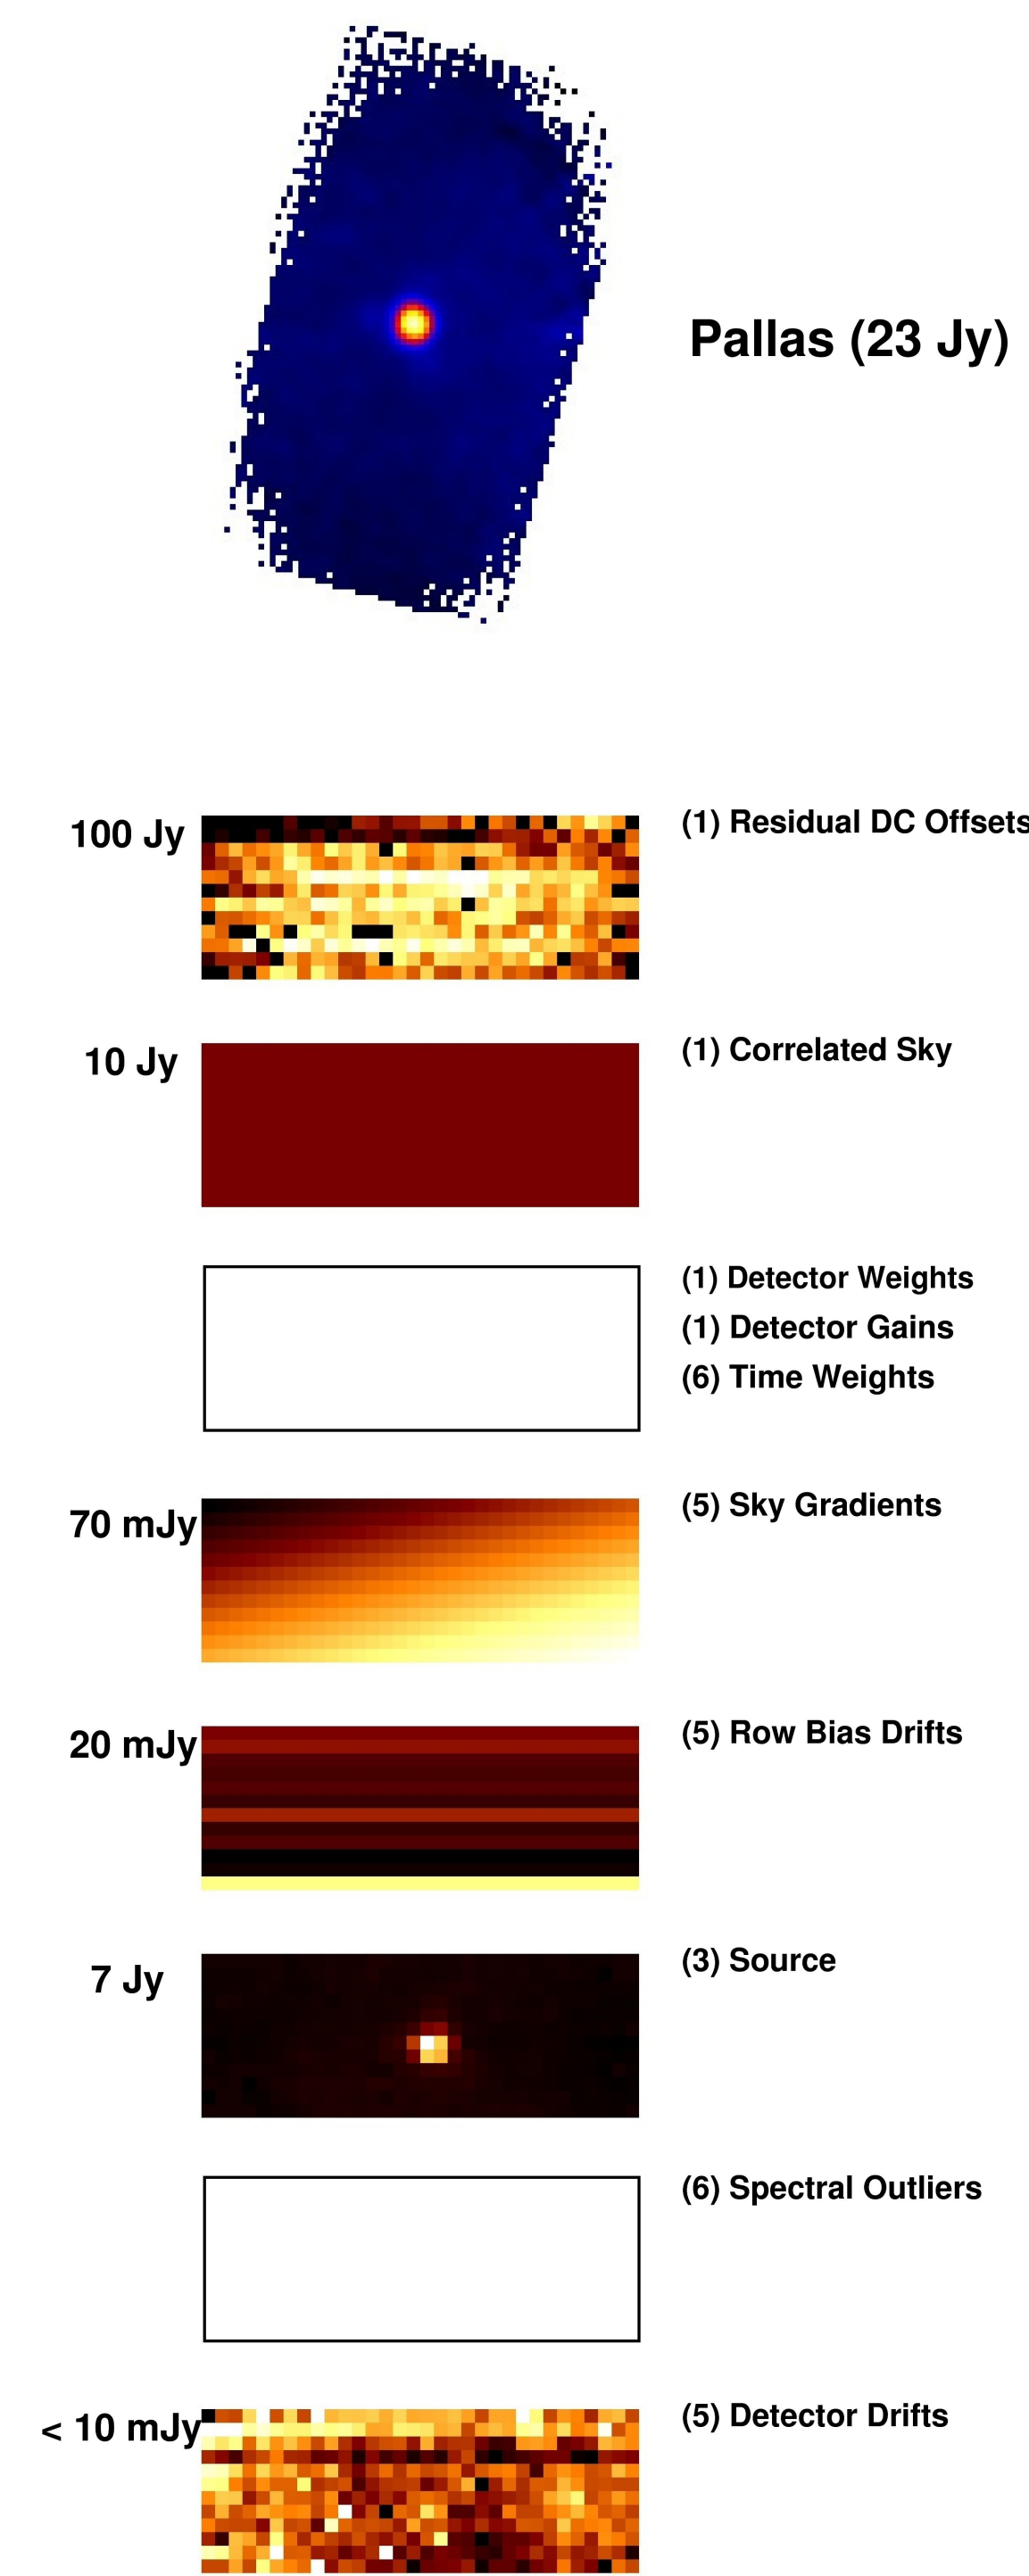 Pallas (23 Jy)
100 Jy
(1) Residual DC Offsets
10 Jy
(1) Correlated Sky
(1) Detector Weights
(1) Detector Gains
(6) Time Weights
70 mJy
(5) Sky Gradients
20 mJy
(5) Row Bias Drifts
7 Jy
(3) Source
(6) Spectral Outliers
< 10 mJy
(5) Detector Drifts